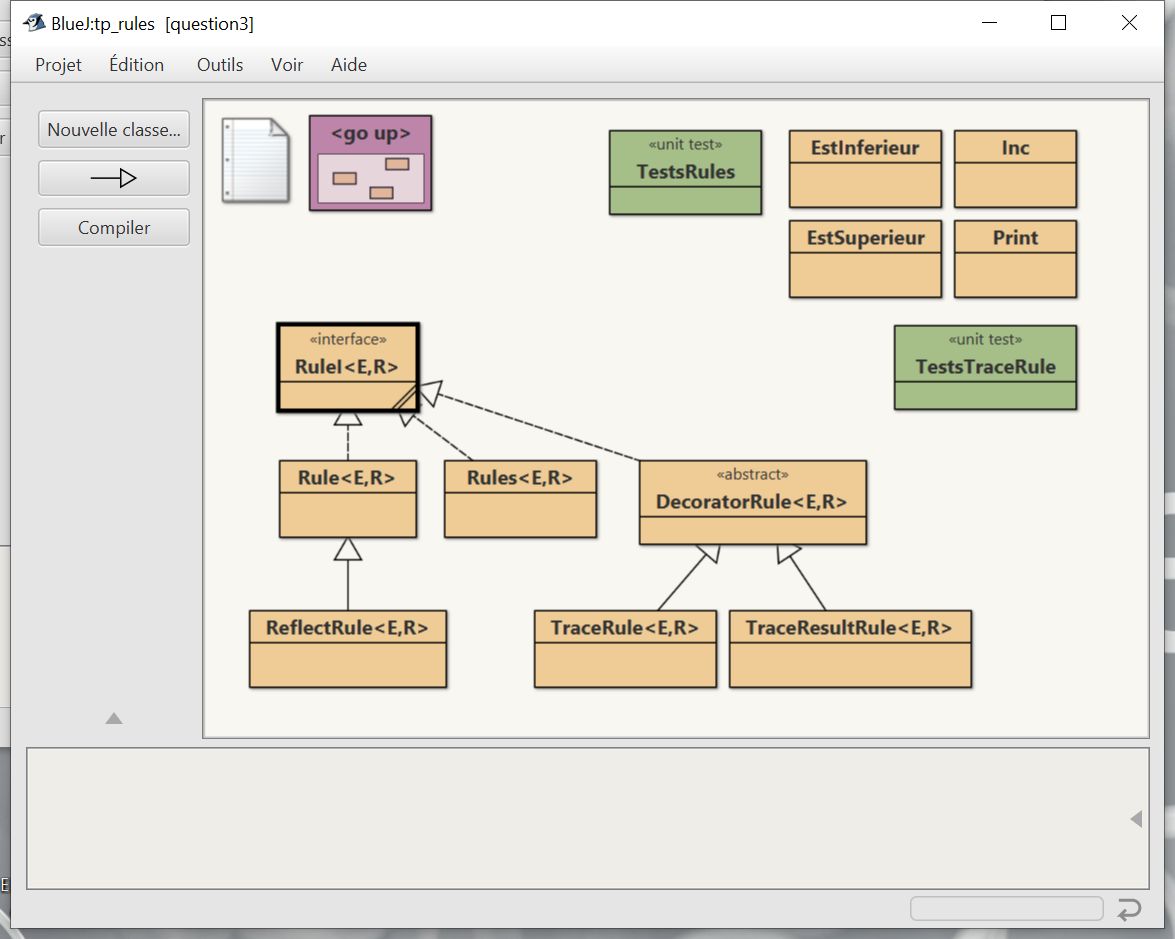 BlueJ:tp_rules [question3]
Projet Édition Outils Voir Aide
Nouvelle classe...
Compiler
<go up>
«unit test»
TestsRules
EstInferieur
Inc
EstSuperieur
Print
«interface»
RuleI<E,R>
«unit test»
TestsTraceRule
Rule<E,R>
Rules<E,R>
«abstract»
DecoratorRule<E,R>
ReflectRule<E,R>
TraceRule<E,R>
TraceResultRule<E,R>